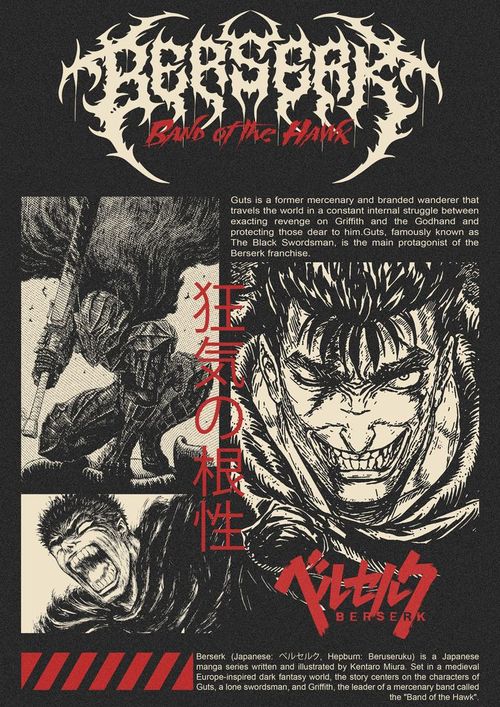 BERSERK
BAND OF THE HAWK
Guts is a former mercenary and branded wanderer that
travels the world in a constant internal struggle between
exacting revenge on Griffith and the Godhand and
protecting those dear to him.Guts, famously known as
The Black Swordsman, is the main protagonist of the
Berserk franchise.
狂気の根性
ベルセルク
BERSERK
Berserk (Japanese: ベルセルク, Hepburn: Beruseruku) is a Japanese
manga series written and illustrated by Kentaro Miura. Set in a medieval
Europe-inspired dark fantasy world, the story centers on the characters of
Guts, a lone swordsman, and Griffith, the leader of a mercenary band called
the "Band of the Hawk".